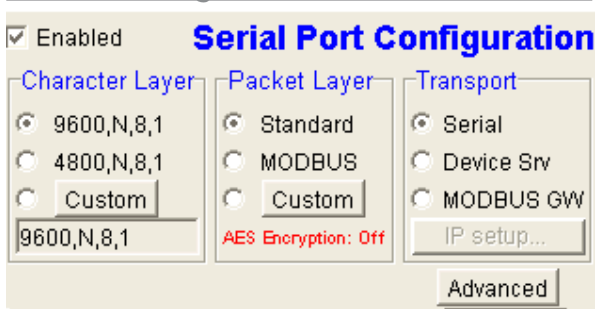 Enabled
Serial Port Configuration
Character Layer
9600,N,8,1
4800,N,8,1
Custom
9600,N,8,1
Packet Layer
Standard
MODBUS
Custom
AES Encryption: Off
Transport
Serial
Device Srv
MODBUS GW
IP setup...
Advanced